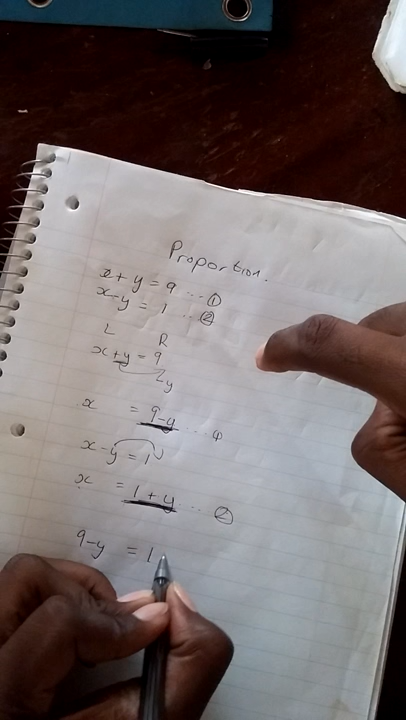 Proportion.
x + y = 9 ... ①
x - y = 1 ... ②
L R
x + y = 9
-y
x = 9 - y ... ①
x - y = 1
x = 1 + y ... ②
9 - y = 1